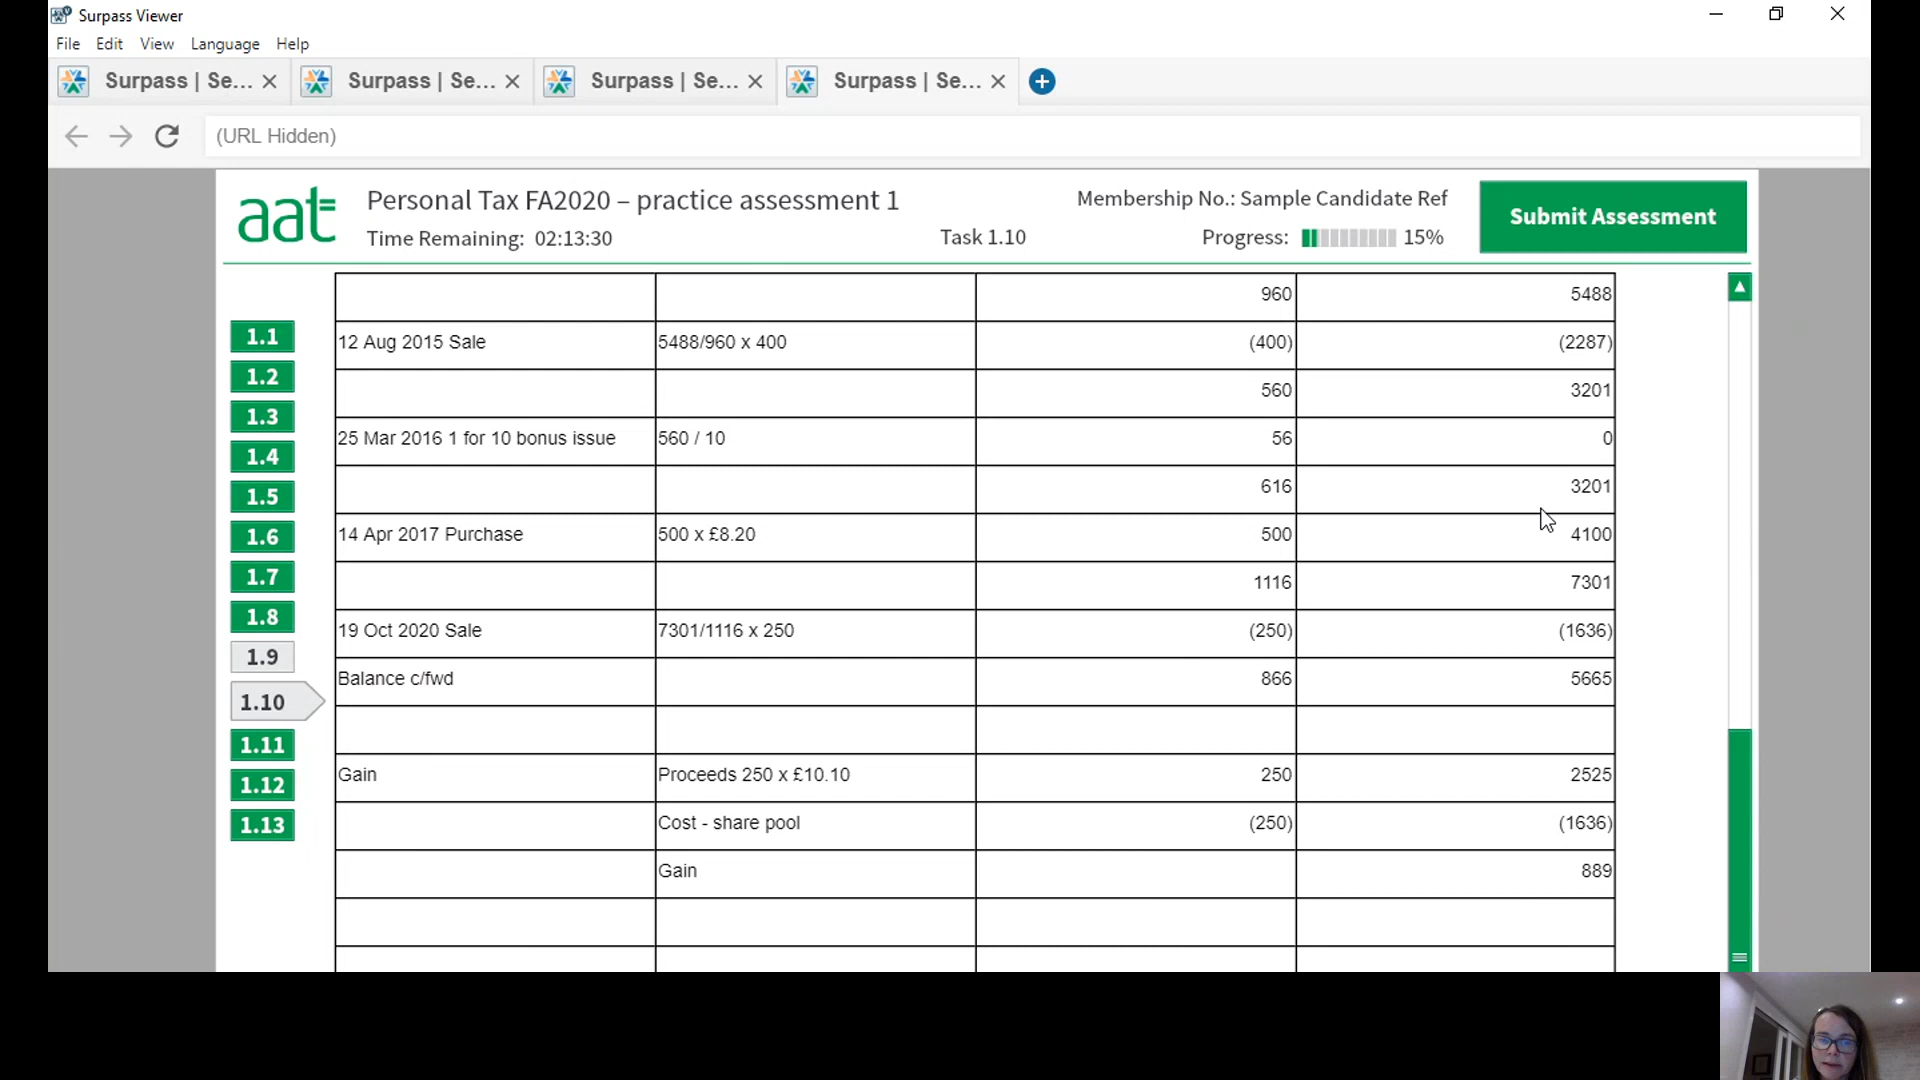 Surpass Viewer
File Edit View Language Help
Surpass | Se... Surpass | Se... Surpass | Se... Surpass | Se...
(URL Hidden)
aat Personal Tax FA2020 – practice assessment 1 Membership No.: Sample Candidate Ref Submit Assessment
Time Remaining: 02:13:30 Task 1.10 Progress: 15%
960 5488
1.1 12 Aug 2015 Sale 5488/960 x 400 (400) (2287)
1.2 560 3201
1.3
1.4 25 Mar 2016 1 for 10 bonus issue 560 / 10 56 0
1.5 616 3201
1.6 14 Apr 2017 Purchase 500 x £8.20 500 4100
1.7 1116 7301
1.8 19 Oct 2020 Sale 7301/1116 x 250 (250) (1636)
1.9 Balance c/fwd 866 5665
1.10
1.11
1.12 Gain Proceeds 250 x £10.10 250 2525
1.13 Cost - share pool (250) (1636)
Gain 889